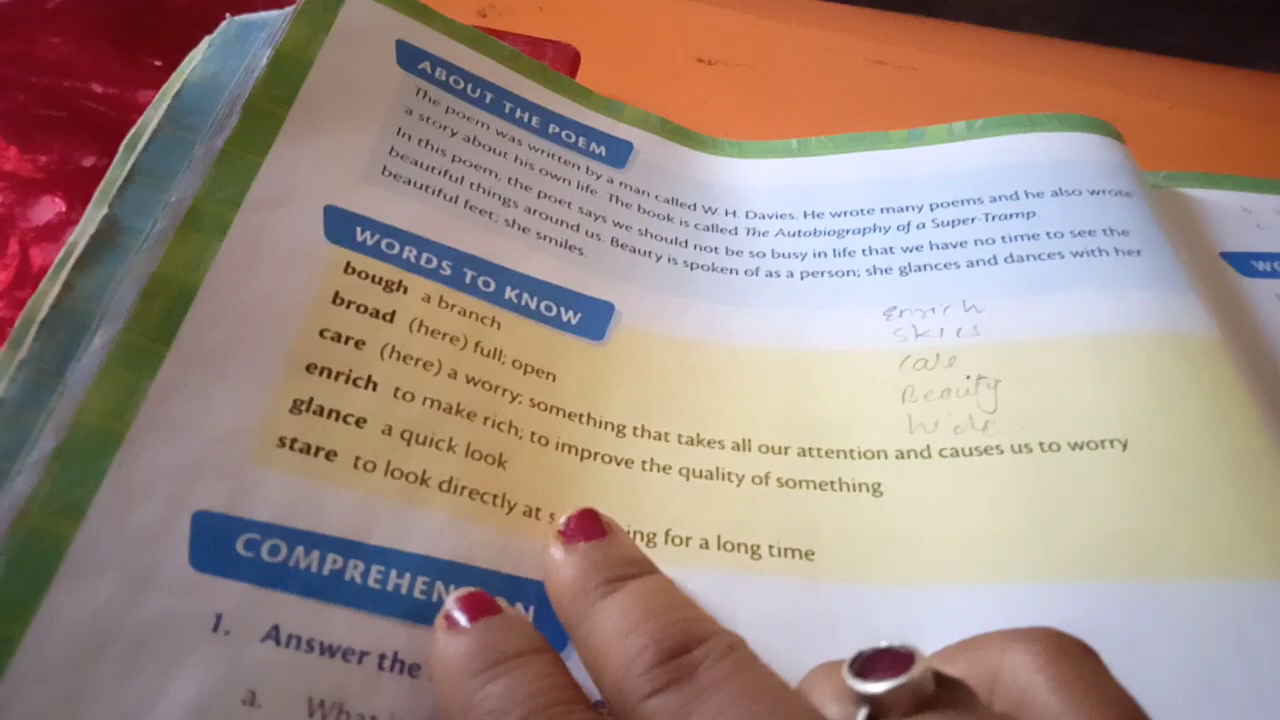 ABOUT THE POEM
The poem was written by a man called W. H. Davies. He wrote many poems and he also wrote
a story about his own life. The book is called The Autobiography of a Super-Tramp.
In this poem, the poet says we should not be so busy in life that we have no time to see the
beautiful things around us. Beauty is spoken of as a person; she glances and dances with her
beautiful feet; she smiles.
WORDS TO KNOW
bough a branch
broad (here) full; open
care (here) a worry; something that takes all our attention and causes us to worry
enrich to make rich; to improve the quality of something
glance a quick look
stare to look directly at s ing for a long time
enrich
skies
care
Beauty
hide
COMPREHEN N
1. Answer the
a.